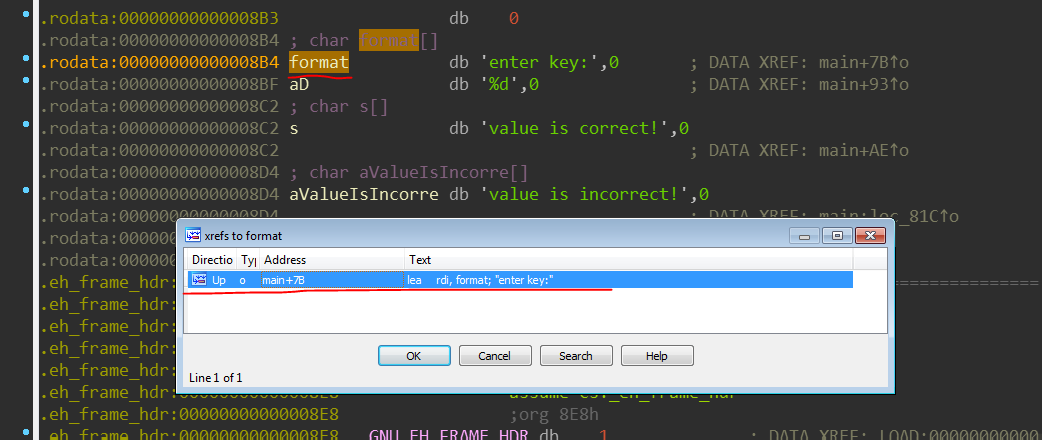 .rodata:00000000000008B3 db 0
.rodata:00000000000008B4 ; char format[]
.rodata:00000000000008B4 format db 'enter key:',0 ; DATA XREF: main+7B↑o
.rodata:00000000000008BF aD db '%d',0 ; DATA XREF: main+93↑o
.rodata:00000000000008C2 ; char s[]
.rodata:00000000000008C2 s db 'value is correct!',0
.rodata:00000000000008C2 ; DATA XREF: main+AE↑o
.rodata:00000000000008D4 ; char aValueIsIncorre[]
.rodata:00000000000008D4 aValueIsIncorre db 'value is incorrect!',0
.rodata:00000000000008D4 ; DATA XREF: main:loc_81C↑o
.rodata:0000
.rodata:0000
.eh_frame_hdr:
.eh_frame_hdr:
.eh_frame_hdr:
.eh_frame_hdr:
.eh_frame_hdr:
xrefs to format
Directio Ty Address Text
Up o main+7B lea rdi, format; "enter key:"
OK Cancel Search Help
Line 1 of 1
.eh_frame_hdr:00000000000008E8 assume cs:_eh_frame_hdr
.eh_frame_hdr:00000000000008E8 ;org 8E8h
.eh_frame_hdr:00000000000008E8 __GNU_EH_FRAME_HDR db 1 ; DATA XREF: LOAD:00000000000